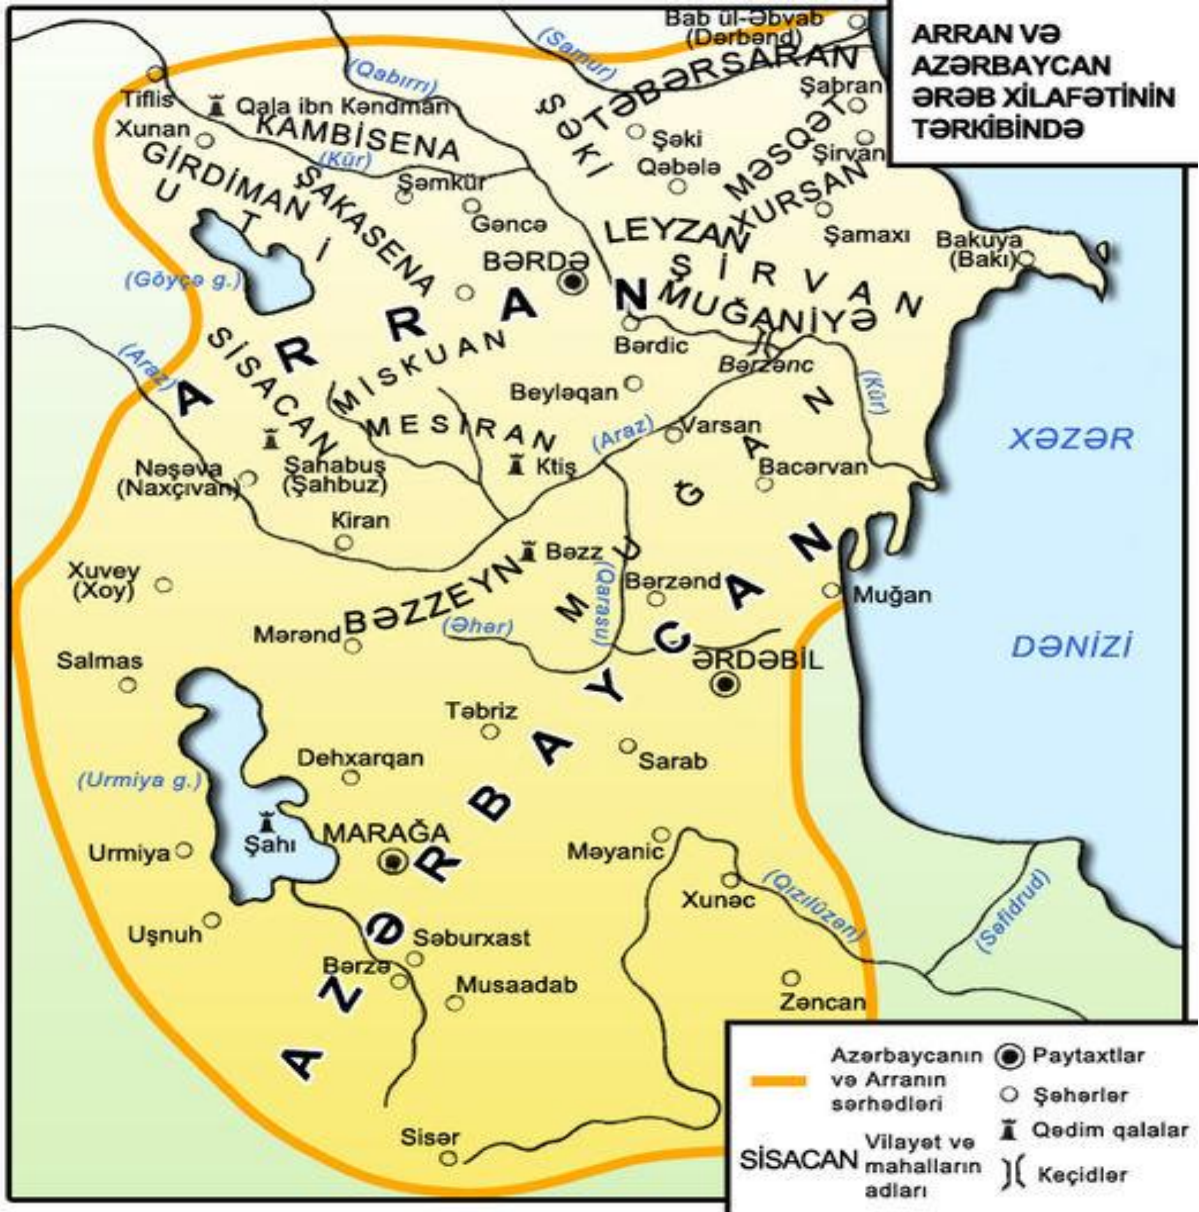 ARRAN VƏ
AZƏRBAYCAN
ƏRƏB XİLAFƏTİNİN
TƏRKİBİNDƏ
Bab ül-Əbvab
(Dərbənd)
(Samur)
TƏBƏRSARAN
(Qabırrı)
Şabran
Tiflis
Qala ibn Kəndman
ŞƏKİ
Şəki
MƏSQƏT
Xunan
KAMBİSENA
Şirvan
(Kür)
Qəbələ
GİRDİMAN
ŞAKASENA
Şəmkür
XURSAN
UTİ
Gəncə
LEYZAN
Şamaxı
Bakuya
(Bakı)
BƏRDƏ
ŞİRVAN
(Göyçə g.)
MUĞANİYƏ
ARRAN
SİSACAN
MİSKUAN
Bərdic
Bərzənc
(Araz)
Beyləqan
(Kür)
MESİRAN
(Araz)
Varsan
XƏZƏR
Nəşəva
(Naxçıvan)
Şahabuş
(Şahbuz)
Ktiş
Bacərvan
MUĞAN
Kiran
Bəzz
Xuvey
(Xoy)
BƏZZEYN
(Qarasu)
Bərzənd
Muğan
(Əhər)
Mərənd
DƏNİZİ
Salmas
ƏRDƏBİL
AZƏRBAYCAN
Təbriz
Dehxarqan
Sarab
(Urmiya g.)
Şahı
MARAĞA
Urmiya
Məyanic
Xunəc
(Qızılüzən)
(Səfidrud)
Uşnuh
Səburxast
Bərzə
Musaadab
Zəncan
Sisər
Azərbaycanın
və Arranın
sərhədləri
Paytaxtlar
Şəhərlər
Qədim qalalar
SİSACAN
Vilayət və
mahalların
adları
Keçidlər